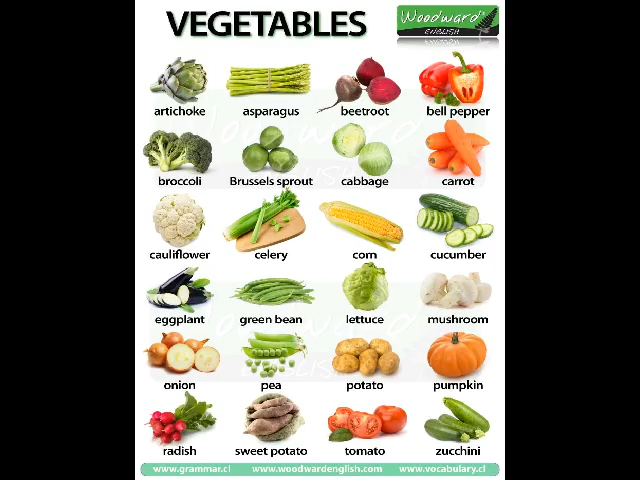 VEGETABLES
Woodward®
ENGLISH
artichoke asparagus beetroot bell pepper
broccoli Brussels sprout cabbage carrot
cauliflower celery corn cucumber
eggplant green bean lettuce mushroom
onion pea potato pumpkin
radish sweet potato tomato zucchini
www.grammar.cl www.woodwardenglish.com www.vocabulary.cl